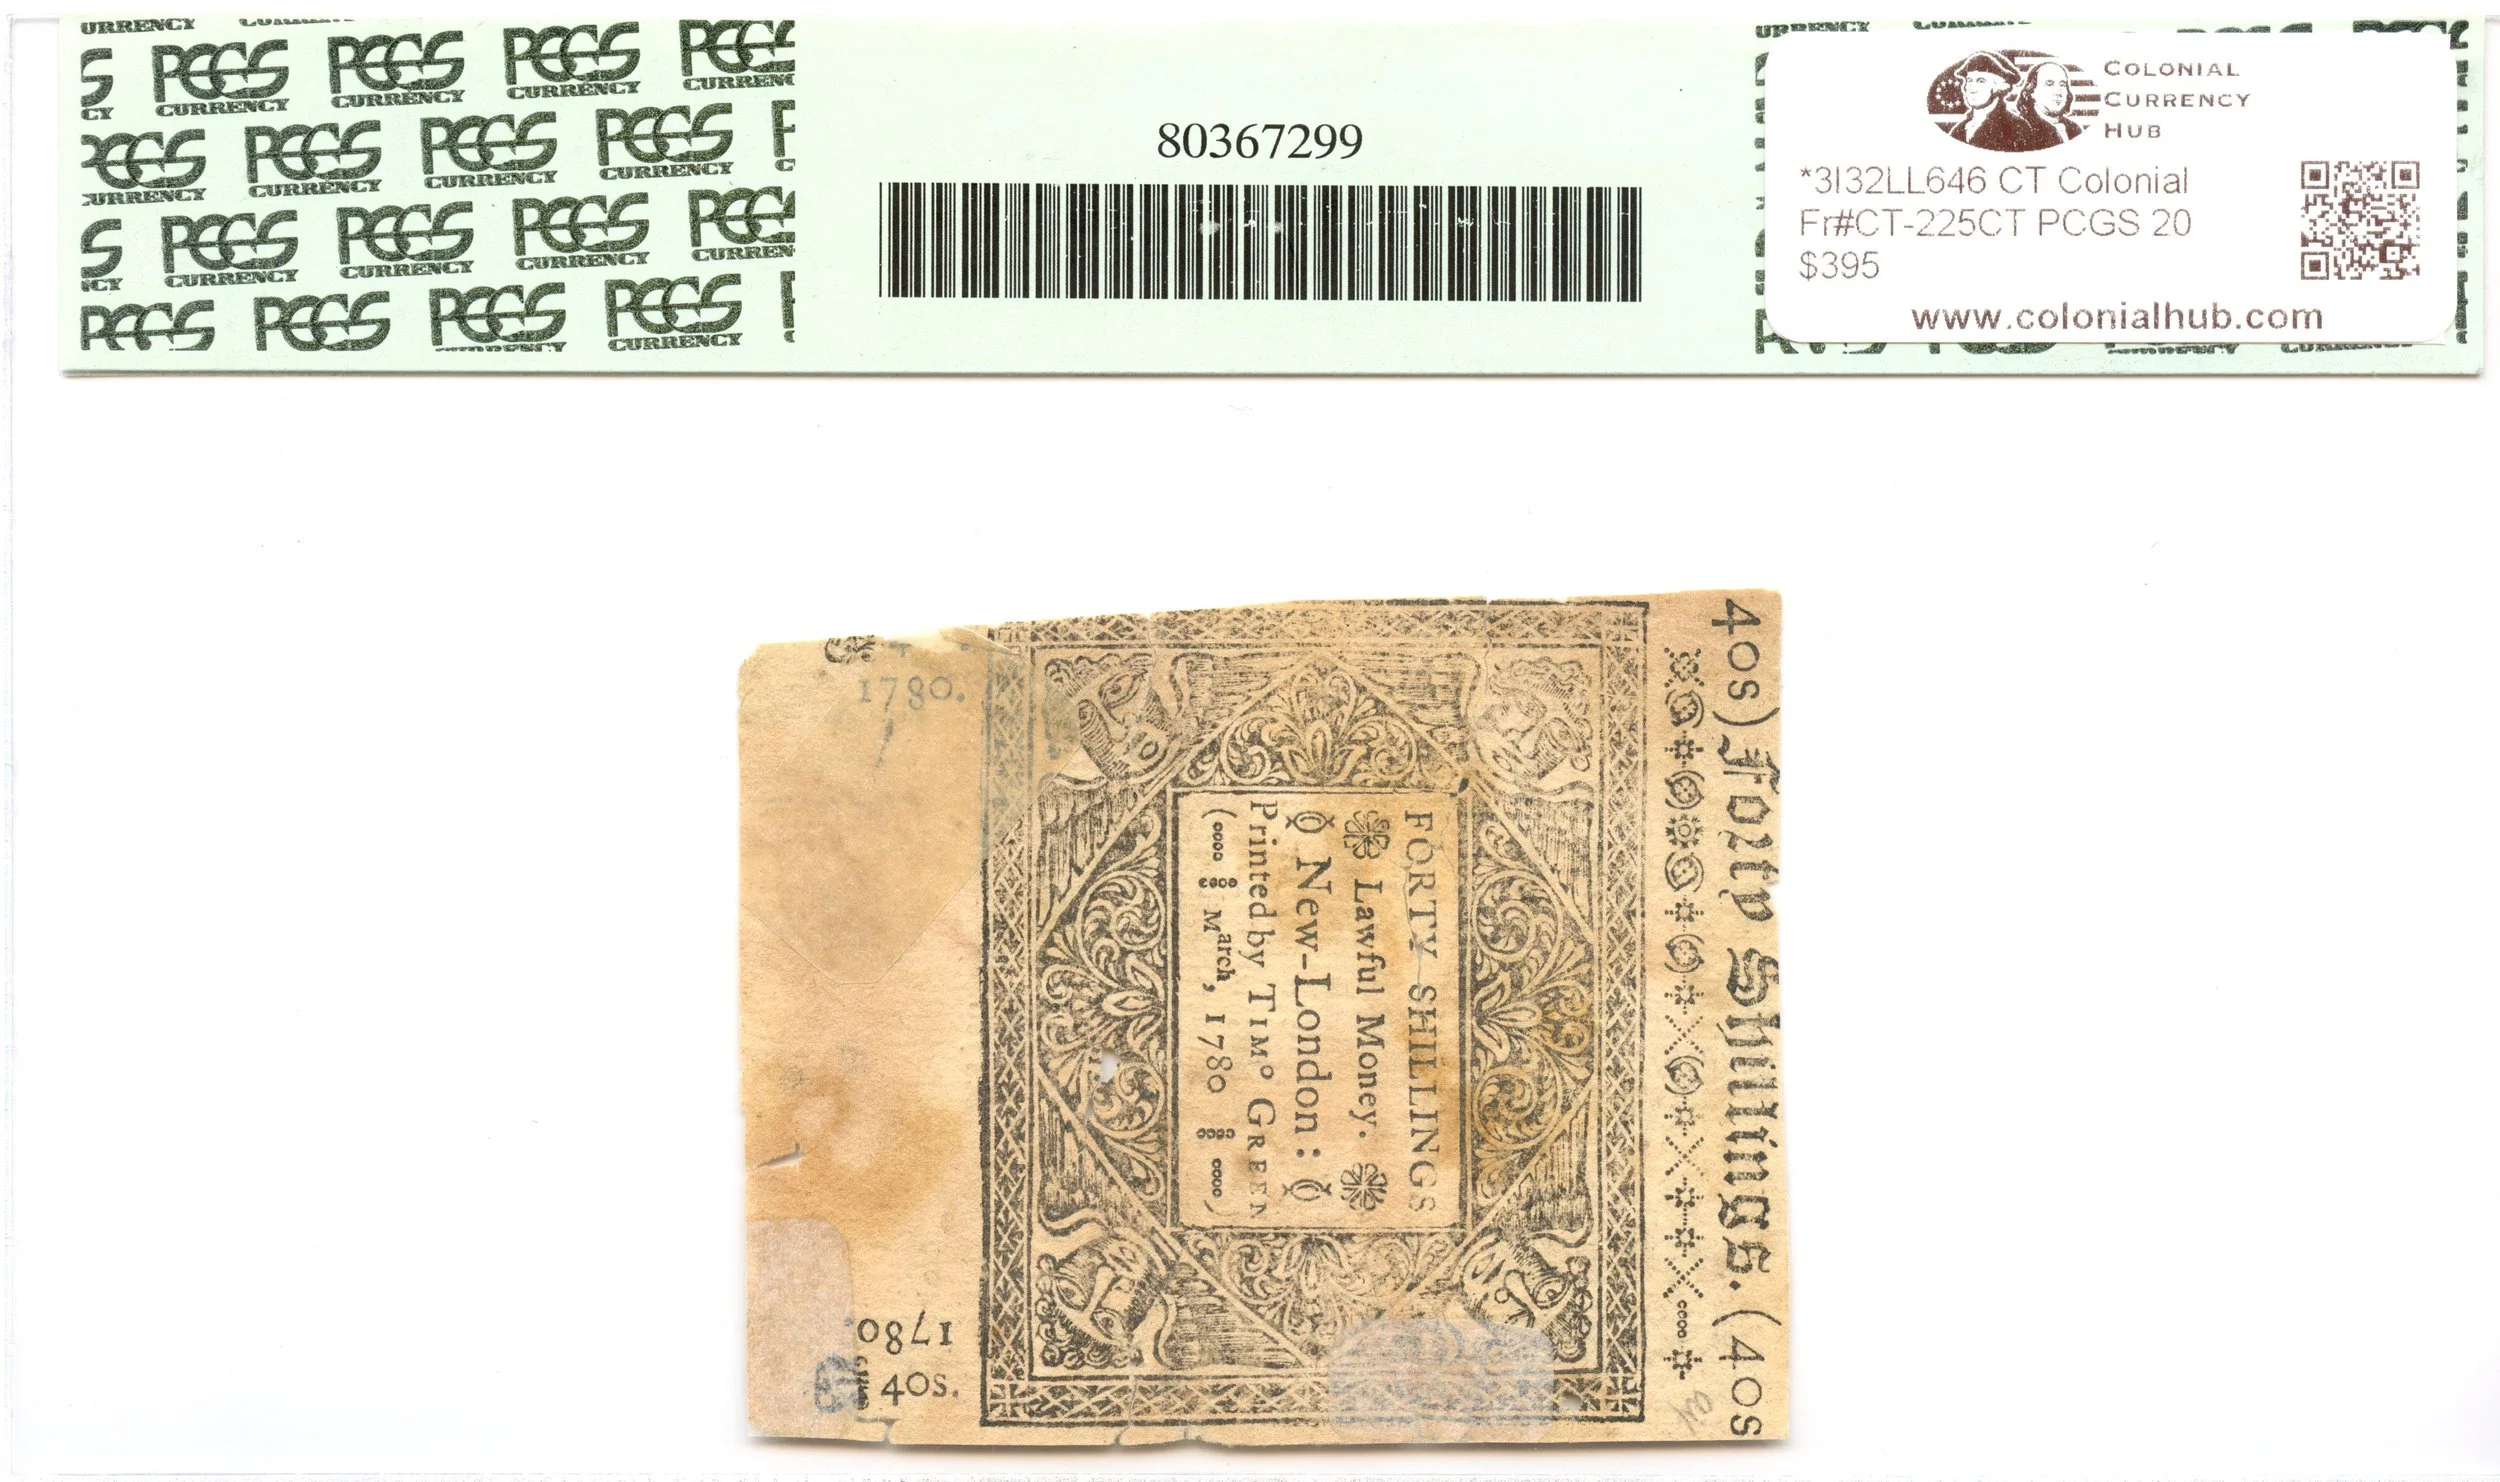 PCGS
CURRENCY
80367299
COLONIAL
CURRENCY
HUB
*3I32LL646 CT Colonial
Fr#CT-225CT PCGS 20
$395
www.colonialhub.com
40s) Forty Shillings. (40s
FORTY SHILLINGS
Lawful Money.
New-London:
Printed by TIMº GREEN
March, 1780
1780.
1780.
40s.